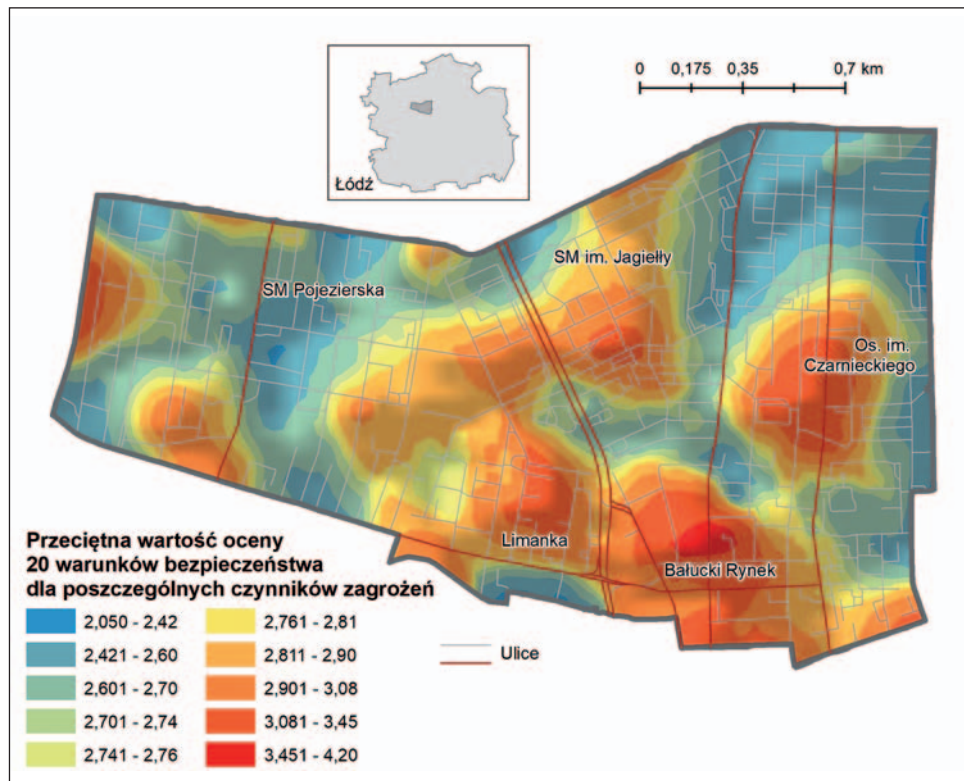 0 0,175 0,35 0,7 km
Łódź
SM im. Jagiełły
SM Pojezierska
Os. im.
Czarnieckiego
Limanka
Bałucki Rynek
Przeciętna wartość oceny
20 warunków bezpieczeństwa
dla poszczególnych czynników zagrożeń
2,050 - 2,42
2,421 - 2,60
2,601 - 2,70
2,701 - 2,74
2,741 - 2,76
2,761 - 2,81
2,811 - 2,90
2,901 - 3,08
3,081 - 3,45
3,451 - 4,20
Ulice